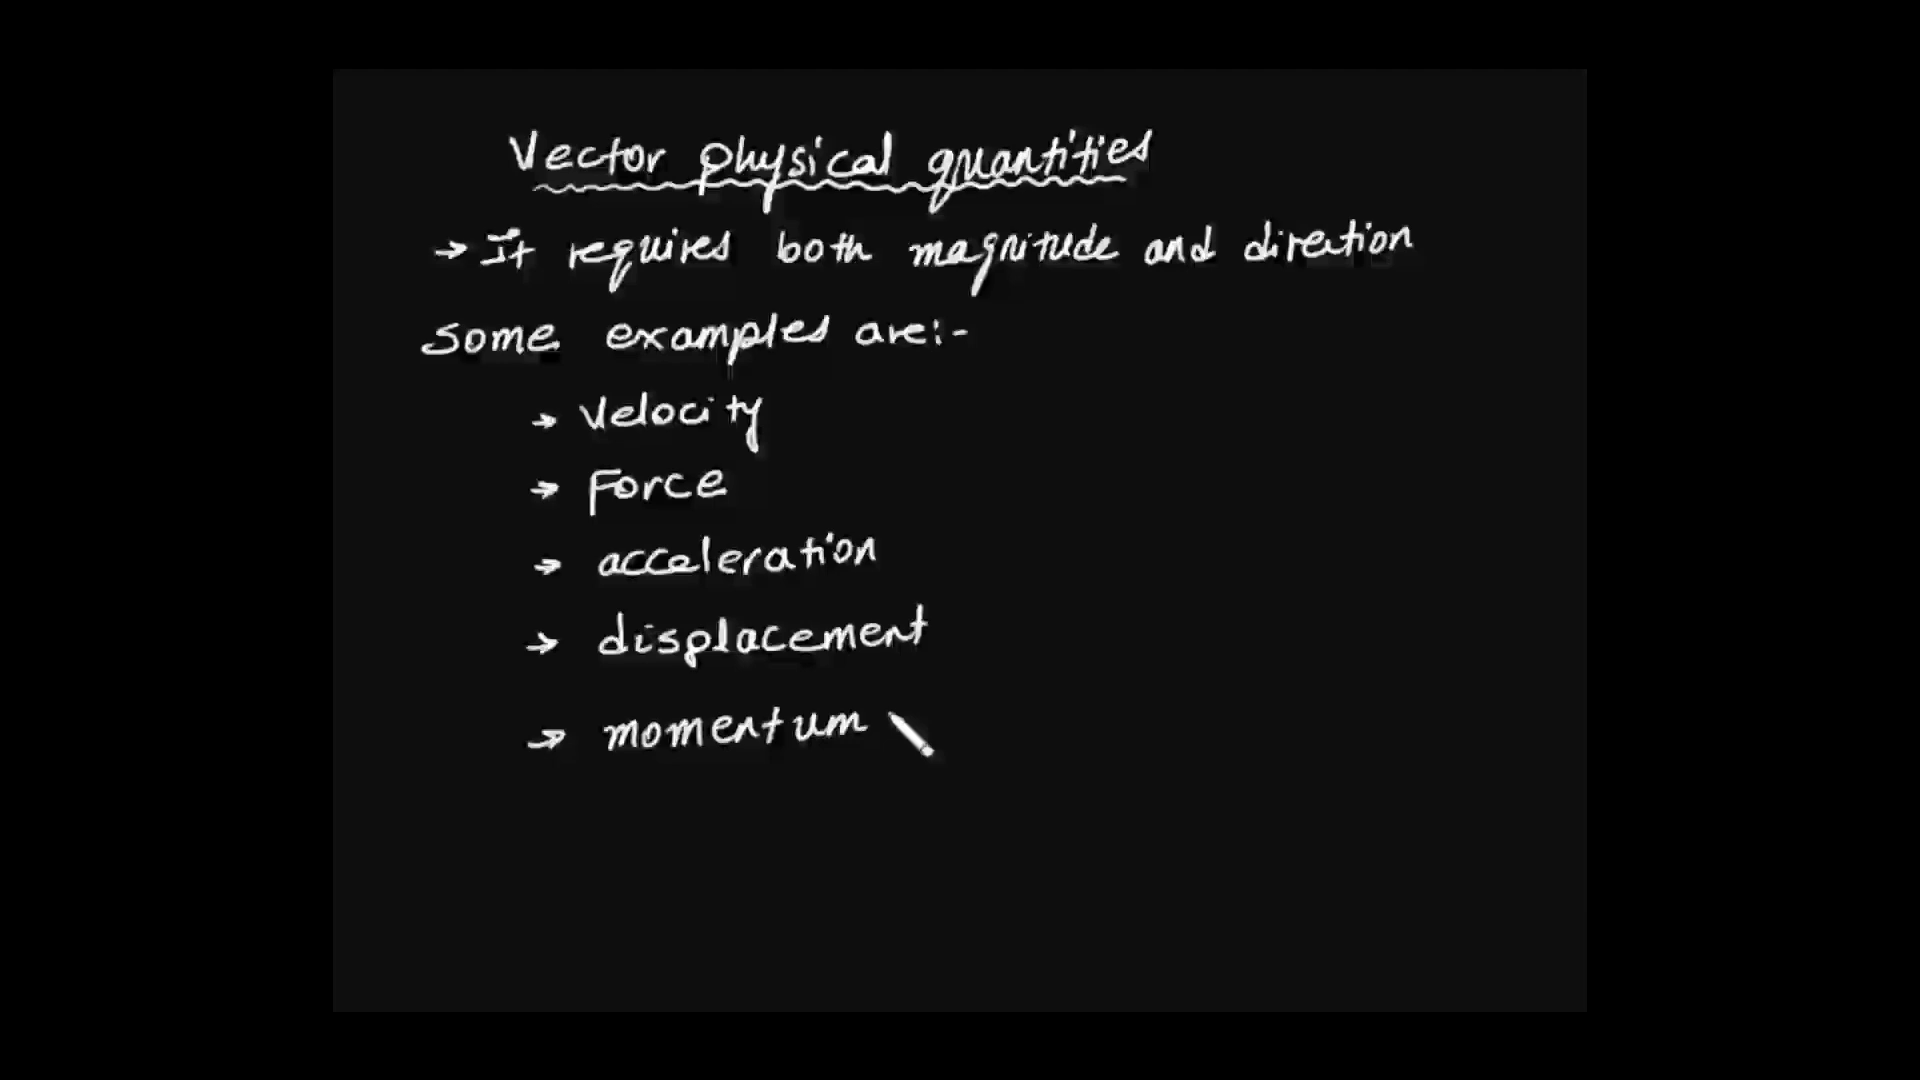 Vector physical quantities
→ It requires both magnitude and direction
Some examples are:-
→ Velocity
→ Force
→ acceleration
→ displacement
→ momentum